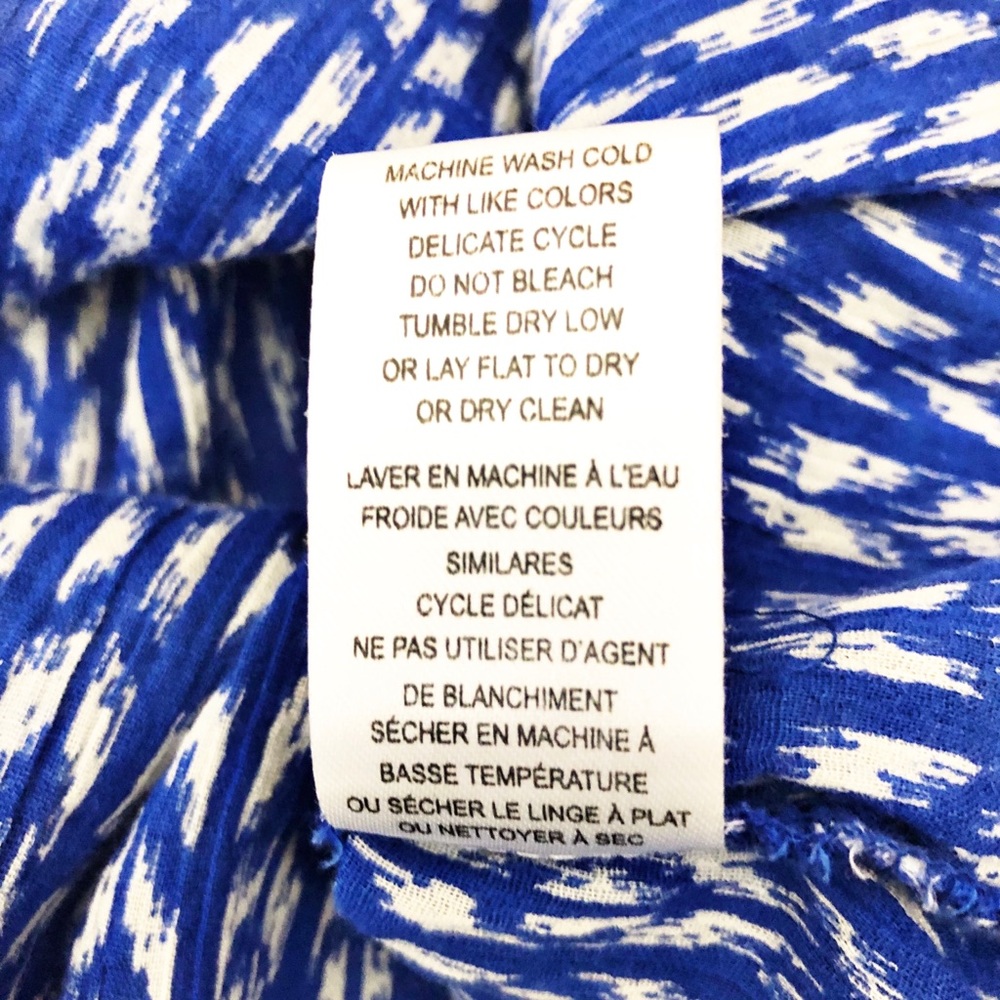 MACHINE WASH COLD
WITH LIKE COLORS
DELICATE CYCLE
DO NOT BLEACH
TUMBLE DRY LOW
OR LAY FLAT TO DRY
OR DRY CLEAN
LAVER EN MACHINE À L'EAU
FROIDE AVEC COULEURS
SIMILARES
CYCLE DÉLICAT
NE PAS UTILISER D'AGENT
DE BLANCHIMENT
SÉCHER EN MACHINE À
BASSE TEMPÉRATURE
OU SÉCHER LE LINGE À PLAT
OU NETTOYER À SEC